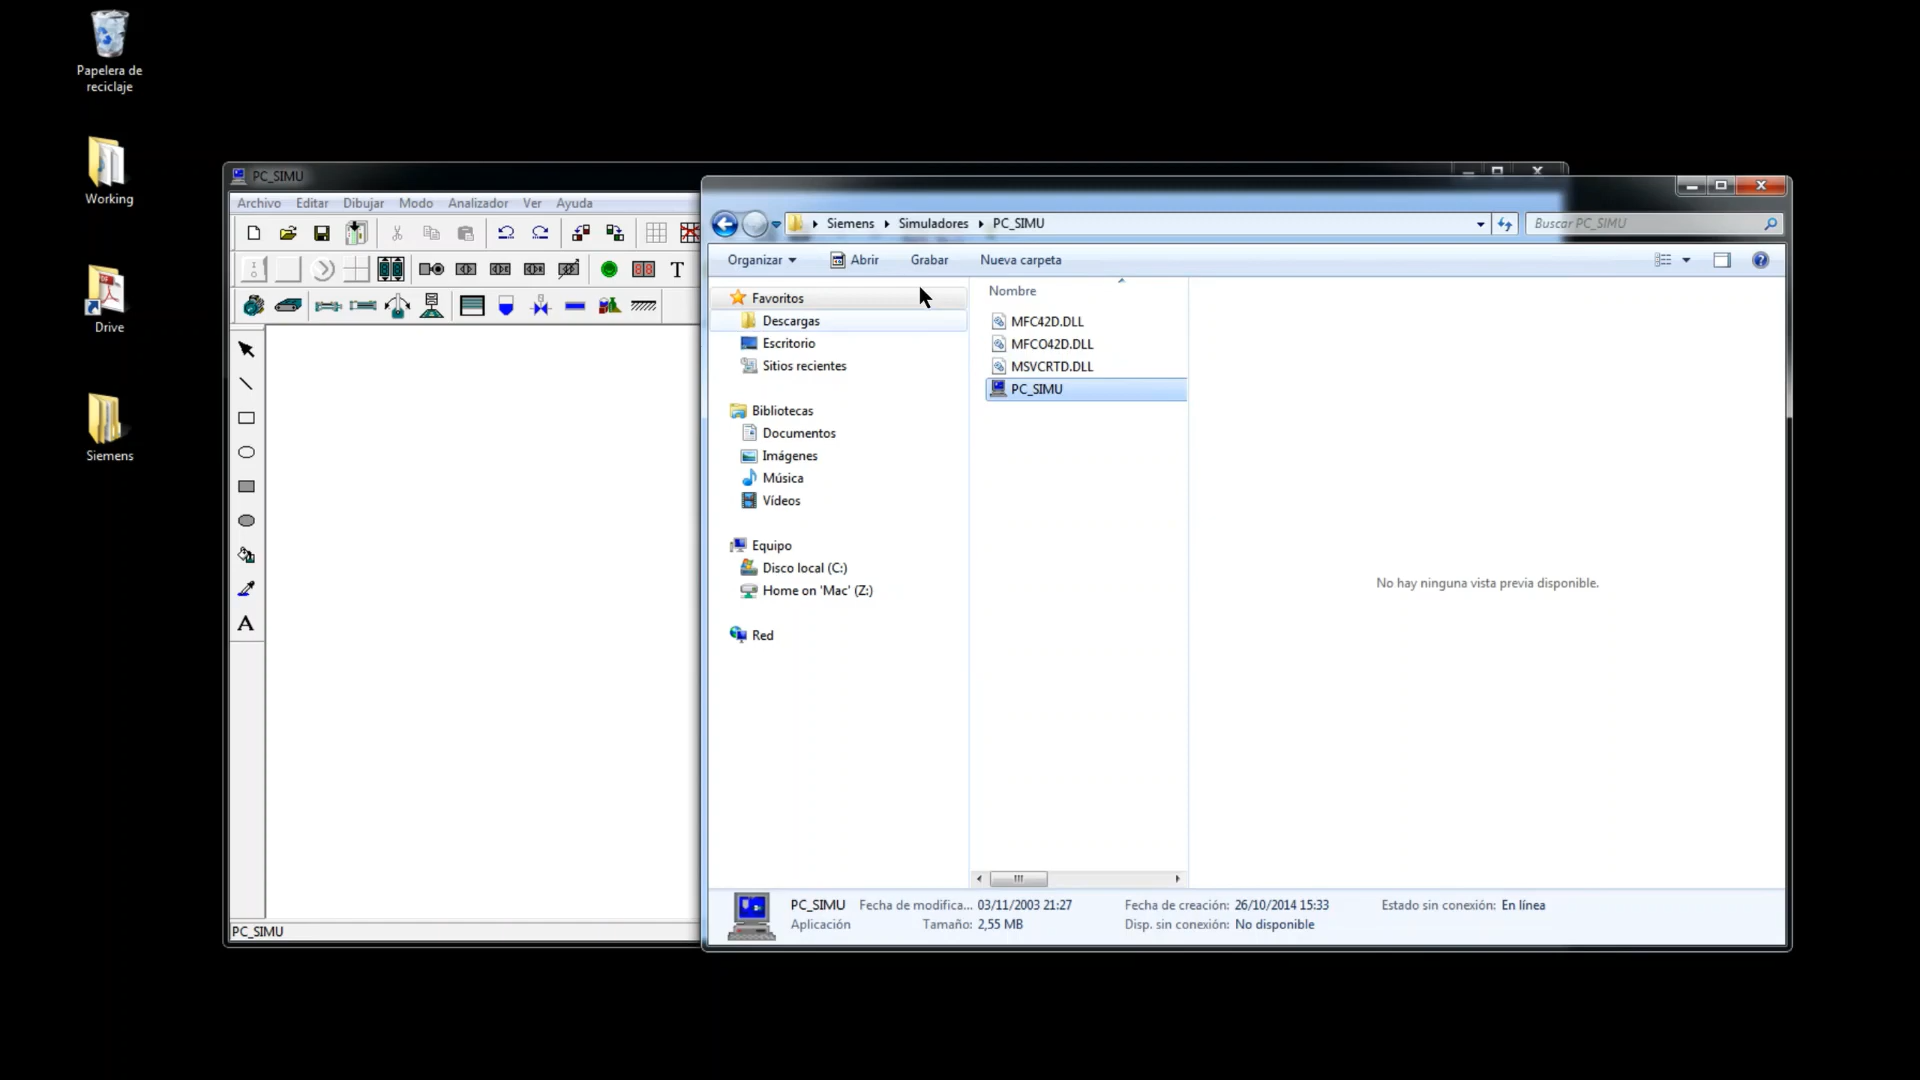 Papelera de
reciclaje
Working
Drive
Siemens
PC_SIMU
Archivo Editar Dibujar Modo Analizador Ver Ayuda
T
A
PC_SIMU
Siemens Simuladores PC_SIMU
Buscar PC_SIMU
Organizar Abrir Grabar Nueva carpeta
Favoritos
Descargas
Escritorio
Sitios recientes
Bibliotecas
Documentos
Imágenes
Música
Vídeos
Equipo
Disco local (C:)
Home on 'Mac' (Z:)
Red
Nombre
MFC42D.DLL
MFCO42D.DLL
MSVCRTD.DLL
PC_SIMU
No hay ninguna vista previa disponible.
PC_SIMU Fecha de modifica... 03/11/2003 21:27 Fecha de creación: 26/10/2014 15:33 Estado sin conexión: En línea
Aplicación Tamaño: 2,55 MB Disp. sin conexión: No disponible